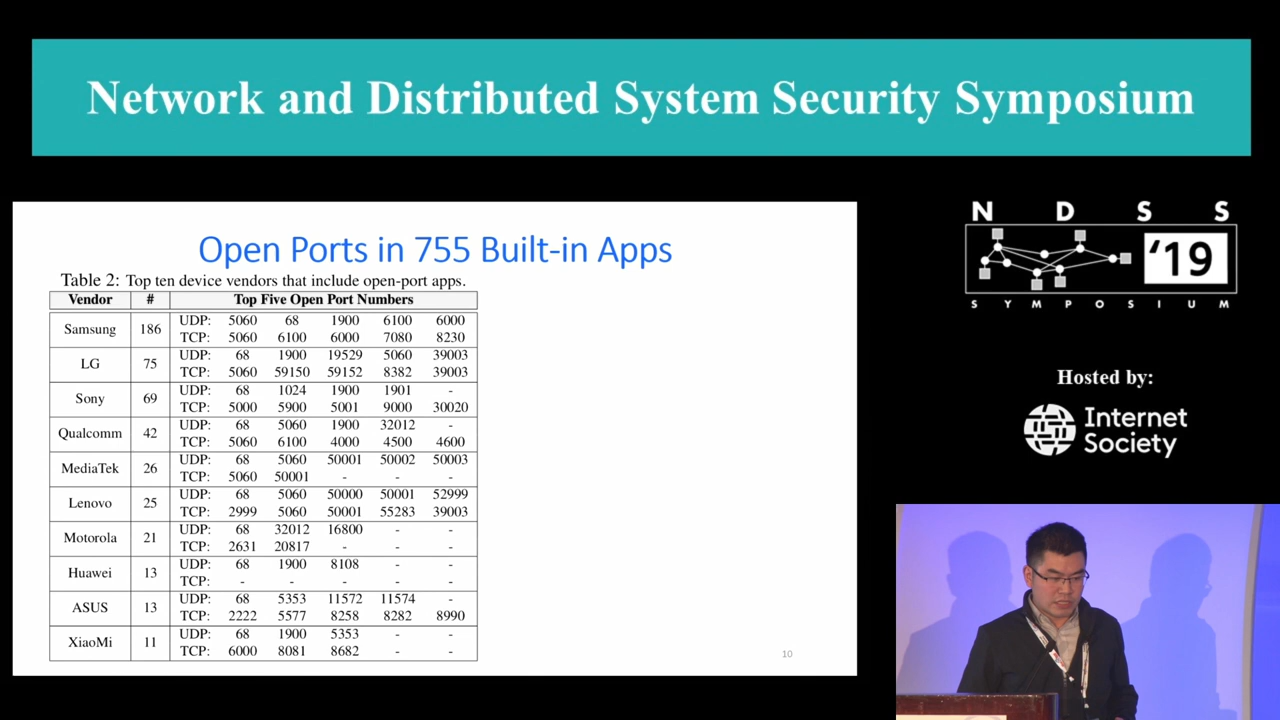 Network and Distributed System Security Symposium
Open Ports in 755 Built-in Apps
Table 2: Top ten device vendors that include open-port apps.
Vendor # Top Five Open Port Numbers
Samsung 186 UDP: 5060 68 1900 6100 6000
TCP: 5060 6100 6000 7080 8230
LG 75 UDP: 68 1900 19529 5060 39003
TCP: 5060 59150 59152 8382 39003
Sony 69 UDP: 68 1024 1900 1901 -
TCP: 5000 5900 5001 9000 30020
Qualcomm 42 UDP: 68 5060 1900 32012 -
TCP: 5060 6100 4000 4500 4600
MediaTek 26 UDP: 68 5060 50001 50002 50003
TCP: 5060 50001 - - -
Lenovo 25 UDP: 68 5060 50000 50001 52999
TCP: 2999 5060 50001 55283 39003
Motorola 21 UDP: 68 32012 16800 - -
TCP: 2631 20817 - - -
Huawei 13 UDP: 68 1900 8108 - -
TCP: - - - - -
ASUS 13 UDP: 68 5353 11572 11574 -
TCP: 2222 5577 8258 8282 8990
XiaoMi 11 UDP: 68 1900 5353 - -
TCP: 6000 8081 8682 - -
10
NDSS
'19
SYMPOSIUM
Hosted by:
Internet
Society